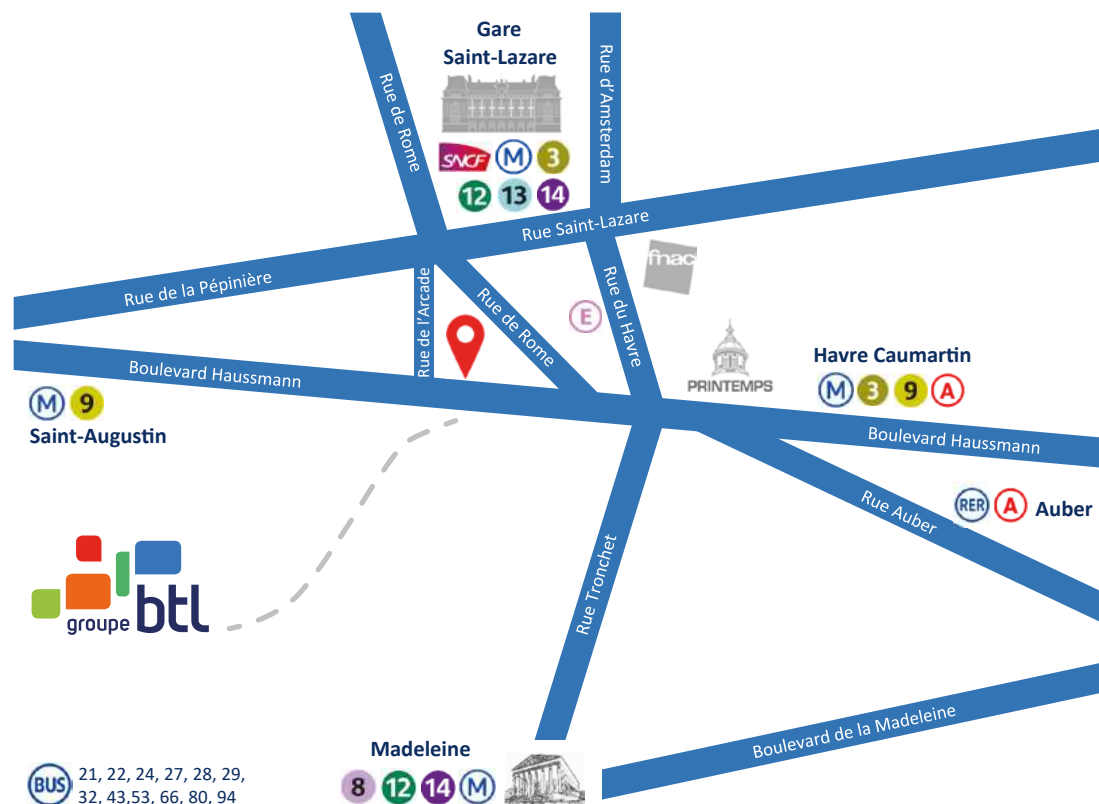 Gare
Saint-Lazare
Rue de Rome
Rue d'Amsterdam
SNCF M 3
12 13 14
Rue Saint-Lazare
fnac
Rue de la Pépinière
Rue de l'Arcade
Rue de Rome
E
Rue du Havre
PRINTEMPS
Havre Caumartin
M 3 9 A
Boulevard Haussmann
M 9
Saint-Augustin
Boulevard Haussmann
Rue Auber
RER A Auber
Rue Tronchet
groupe btl
Boulevard de la Madeleine
Madeleine
8 12 14 M
BUS 21, 22, 24, 27, 28, 29,
32, 43,53, 66, 80, 94